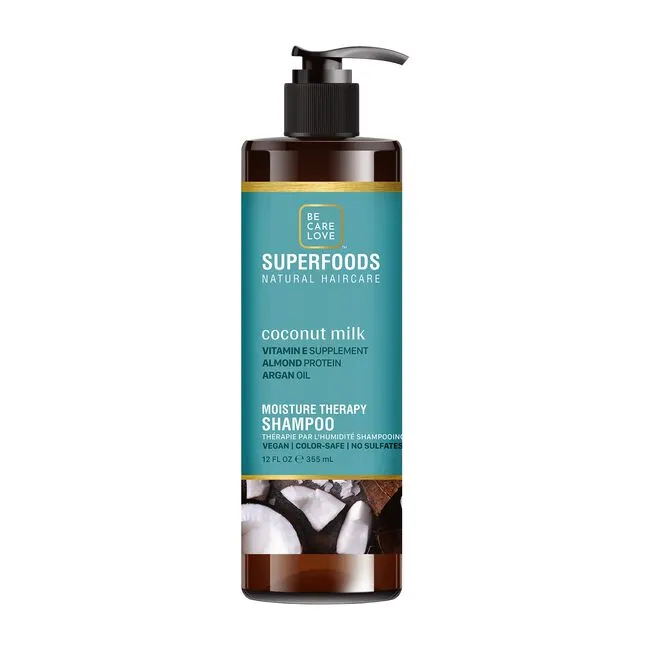 BE
CARE
LOVE
™
SUPERFOODS
NATURAL HAIRCARE
coconut milk
VITAMIN E SUPPLEMENT
ALMOND PROTEIN
ARGAN OIL
MOISTURE THERAPY
SHAMPOO
THÉRAPIE PAR L'HUMIDITÉ SHAMPOOING
VEGAN | COLOR-SAFE | NO SULFATES
12 FL OZ ℮ 355 mL